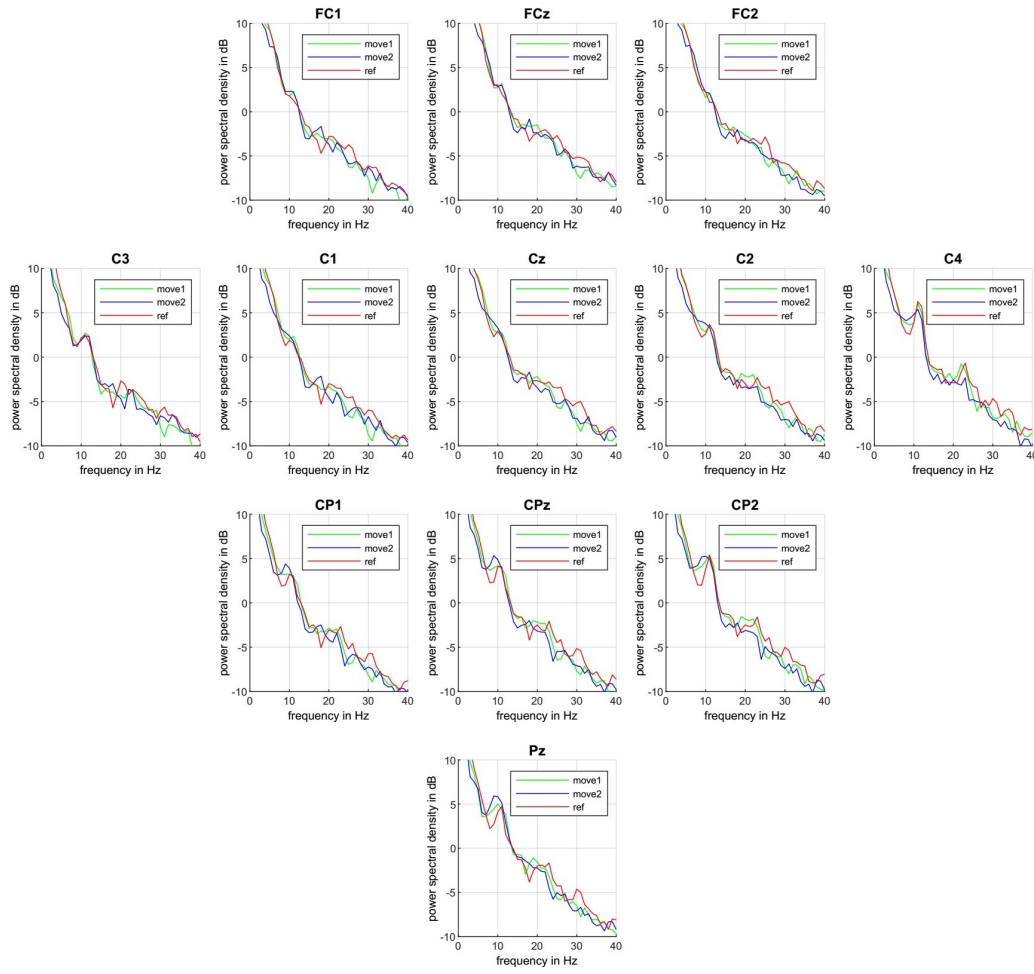 FC1 FCz FC2
power spectral density in dB power spectral density in dB power spectral density in dB
10 10 10
move1 move1 move1
move2 move2 move2
ref ref ref
5 5 5
0 0 0
-5 -5 -5
-10 -10 -10
0 10 20 30 40 0 10 20 30 40 0 10 20 30 40
frequency in Hz frequency in Hz frequency in Hz
C3 C1 Cz C2 C4
power spectral density in dB power spectral density in dB power spectral density in dB power spectral density in dB power spectral density in dB
10 10 10 10 10
move1 move1 move1 move1 move1
move2 move2 move2 move2 move2
ref ref ref ref ref
5 5 5 5 5
0 0 0 0 0
-5 -5 -5 -5 -5
-10 -10 -10 -10 -10
0 10 20 30 40 0 10 20 30 40 0 10 20 30 40 0 10 20 30 40 0 10 20 30 40
frequency in Hz frequency in Hz frequency in Hz frequency in Hz frequency in Hz
CP1 CPz CP2
power spectral density in dB power spectral density in dB power spectral density in dB
10 10 10
move1 move1 move1
move2 move2 move2
ref ref ref
5 5 5
0 0 0
-5 -5 -5
-10 -10 -10
0 10 20 30 40 0 10 20 30 40 0 10 20 30 40
frequency in Hz frequency in Hz frequency in Hz
Pz
power spectral density in dB
10
move1
move2
ref
5
0
-5
-10
0 10 20 30 40
frequency in Hz